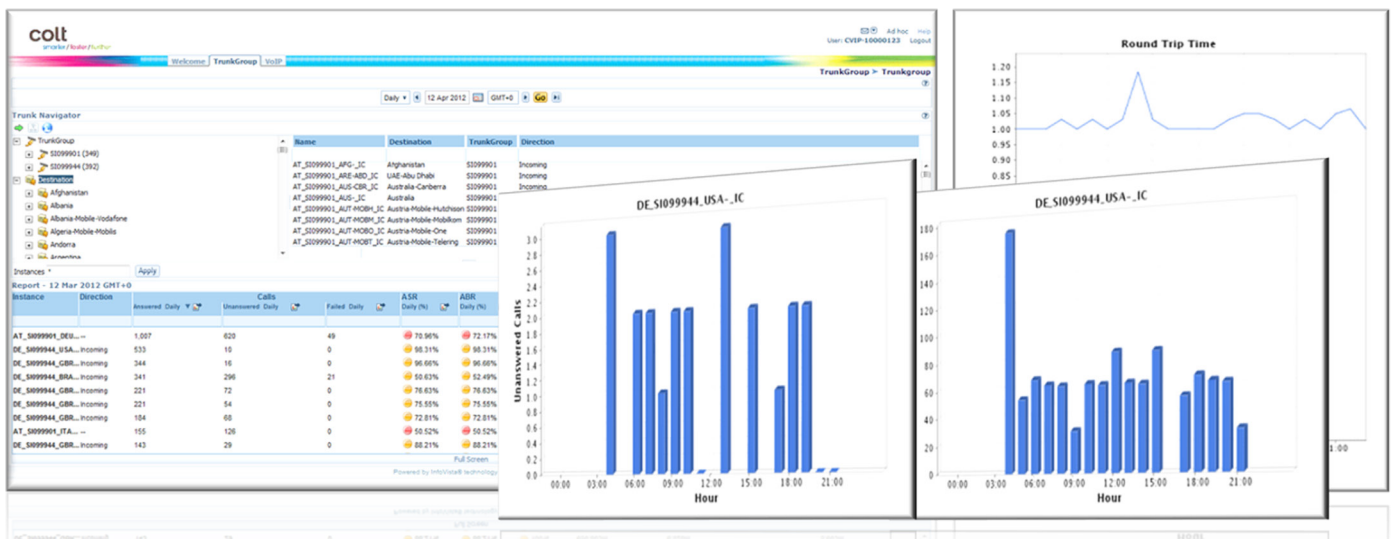 colt
smarter/faster/further
Ad hoc Help
User: CVIP-10000123 Logout
Welcome TrunkGroup VoIP
TrunkGroup > Trunkgroup
Daily 12 Apr 2012 GMT+0 Go
Trunk Navigator
TrunkGroup
SI099901 (349)
SI099944 (392)
Destination
Afghanistan
Albania
Albania-Mobile-Vodafone
Algeria-Mobile-Mobilis
Andorra
Argentina
Name Destination TrunkGroup Direction
AT_SI099901_AFG-_IC Afghanistan SI099901 Incoming
AT_SI099901_ARE-ABD_IC UAE-Abu Dhabi SI099901 Incoming
AT_SI099901_AUS-CBR_IC Australia-Canberra SI099901 Incoming
AT_SI099901_AUS-_IC Australia SI099901
AT_SI099901_AUT-MOBH_IC Austria-Mobile-Hutchison SI099901
AT_SI099901_AUT-MOBM_IC Austria-Mobile-Mobilkom SI099901
AT_SI099901_AUT-MOBO_IC Austria-Mobile-One SI099901
AT_SI099901_AUT-MOBT_IC Austria-Mobile-Telering SI099901
Instances * Apply
Report - 12 Mar 2012 GMT+0
Instance Direction Calls ASR ABR
Answered Daily Unanswered Daily Failed Daily Daily (%) Daily (%)
AT_SI099901_DEU... -- 1,007 620 49 70.96% 72.17%
DE_SI099944_USA... Incoming 533 10 0 98.31% 98.31%
DE_SI099944_GBR... Incoming 344 16 0 96.66% 96.66%
DE_SI099944_BRA... Incoming 341 296 21 50.63% 52.49%
DE_SI099944_GBR... Incoming 221 72 0 76.63% 76.63%
DE_SI099944_GBR... Incoming 221 54 0 75.55% 75.55%
DE_SI099944_GBR... Incoming 184 68 0 72.81% 72.81%
AT_SI099901_ITA... -- 155 126 0 50.52% 50.52%
DE_SI099944_GBR... Incoming 143 29 0 88.21% 88.21%
Full Screen
Powered by InfoVista® technology
DE_SI099944_USA-_IC
Unanswered Calls
3.0
2.8
2.6
2.4
2.2
2.0
1.8
1.6
1.4
1.2
1.0
0.8
0.6
0.4
0.2
0.0
00:00 03:00 06:00 09:00 12:00 15:00 18:00 21:00
Hour
DE_SI099944_USA-_IC
180
160
140
120
100
80
60
40
20
0
00:00 03:00 06:00 09:00 12:00 15:00 18:00 21:00
Hour
Round Trip Time
1.20
1.15
1.10
1.05
1.00
0.95
0.90
0.85
1:00